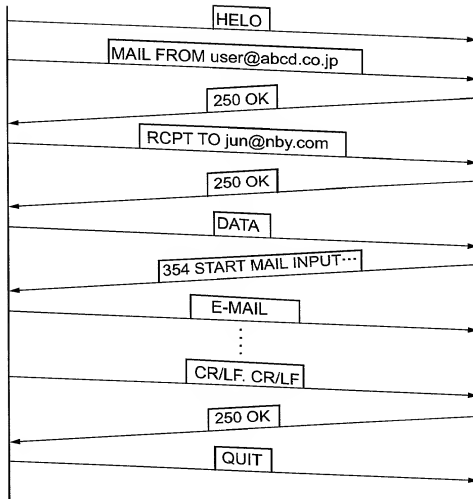 HELO
MAIL FROM user@abcd.co.jp
250 OK
RCPT TO jun@nby.com
250 OK
DATA
354 START MAIL INPUT…
E-MAIL
CR/LF. CR/LF
250 OK
QUIT